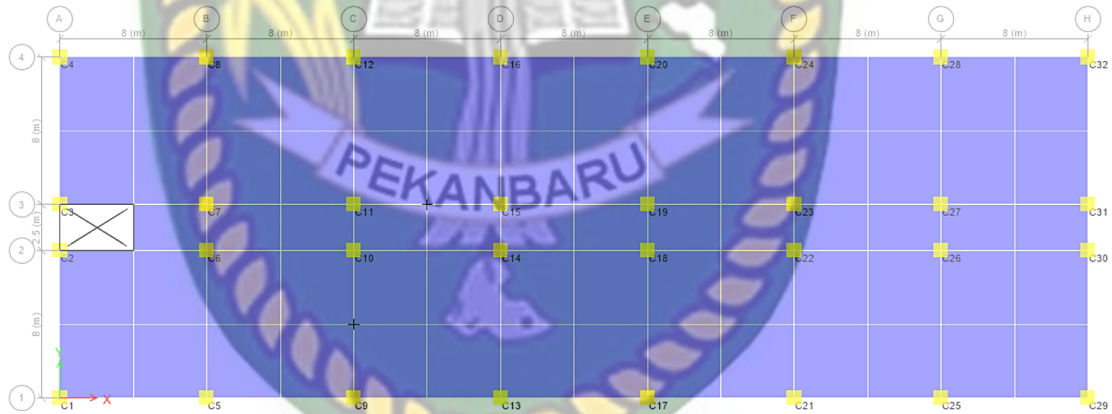 A B C D E F G H
8 (m) 8 (m) 8 (m) 8 (m) 8 (m) 8 (m) 8 (m)
4
C4 C8 C12 C16 C20 C24 C28 C32
8 (m)
PEKANBARU
3
C3 C7 C11 C15 C19 C23 C27 C31
2.5 (m)
2
C2 C6 C10 C14 C18 C22 C26 C30
8 (m)
Y
1
X
C1 C5 C9 C13 C17 C21 C25 C29